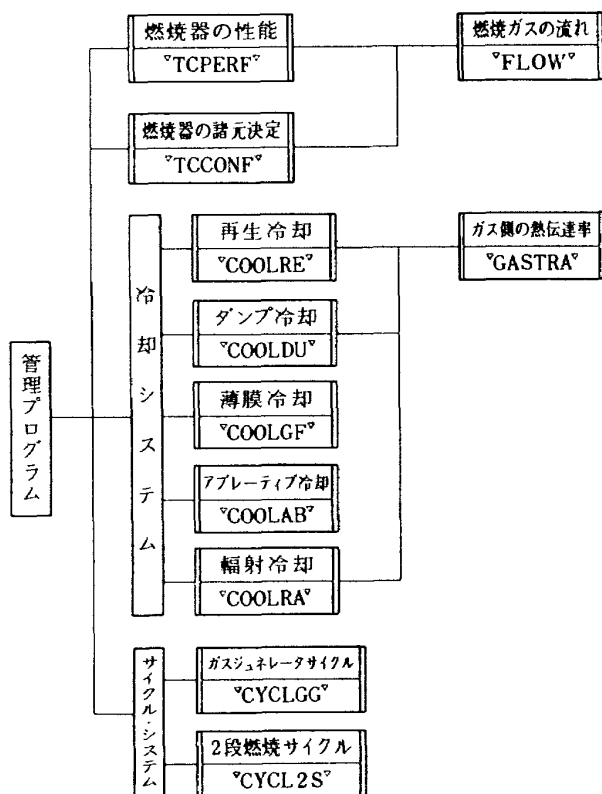 燃焼器の性能
"TCPERF"
燃焼ガスの流れ
"FLOW"
燃焼器の諸元決定
"TCCONF"
冷却システム
再生冷却
"COOLRE"
ガス側の熱伝達率
"GASTRA"
ダンプ冷却
"COOLDU"
管理プログラム
薄膜冷却
"COOLGF"
アブレーティブ冷却
"COOLAB"
輻射冷却
"COOLRA"
サイクル・システム
ガスジェネレータサイクル
"CYCLGG"
2段燃焼サイクル
"CYCL2S"